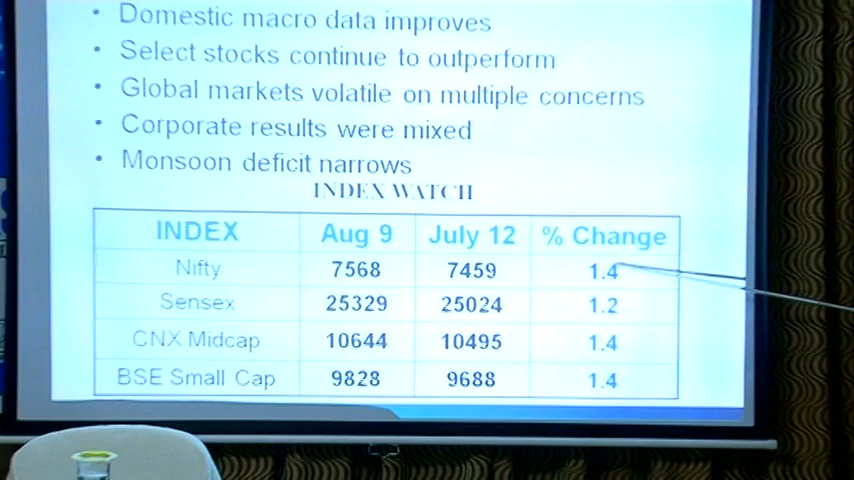 • Domestic macro data improves
• Select stocks continue to outperform
• Global markets volatile on multiple concerns
• Corporate results were mixed
• Monsoon deficit narrows
INDEX WATCH
INDEX Aug 9 July 12 % Change
Nifty 7568 7459 1.4
Sensex 25329 25024 1.2
CNX Midcap 10644 10495 1.4
BSE Small Cap 9828 9688 1.4